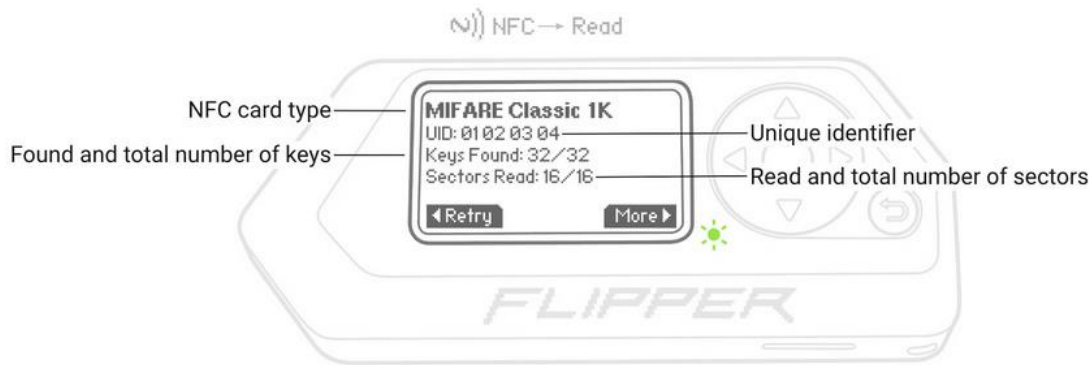 NFC→ Read
NFC card type
MIFARE Classic 1K
UID: 01 02 03 04
Unique identifier
Found and total number of keys
Keys Found: 32/32
Sectors Read: 16/16
Read and total number of sectors
Retry
More
FLIPPER